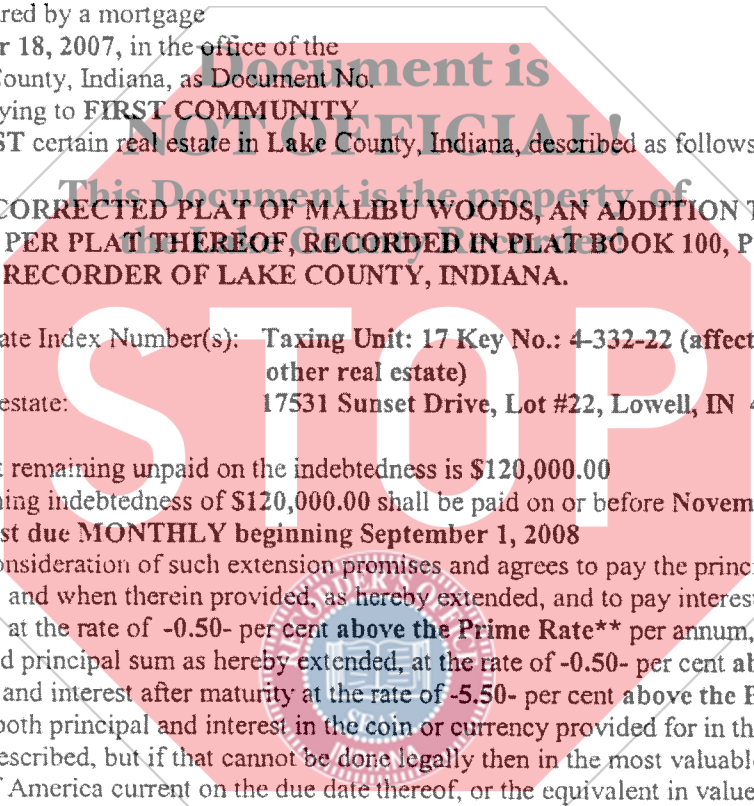 red by a mortgage
r 18, 2007, in the office of the
County, Indiana, as Document No.
ying to FIRST COMMUNITY
ST certain real estate in Lake County, Indiana, described as follows
CORRECTED PLAT OF MALIBU WOODS, AN ADDITION T
PER PLAT THEREOF, RECORDED IN PLAT BOOK 100, P
RECORDER OF LAKE COUNTY, INDIANA.
ate Index Number(s): Taxing Unit: 17 Key No.: 4-332-22 (affect
other real estate)
estate: 17531 Sunset Drive, Lot #22, Lowell, IN 4
t remaining unpaid on the indebtedness is $120,000.00
ning indebtedness of $120,000.00 shall be paid on or before Novem
st due MONTHLY beginning September 1, 2008
onsideration of such extension promises and agrees to pay the princi
and when therein provided, as hereby extended, and to pay interest
at the rate of -0.50- per cent above the Prime Rate** per annum,
d principal sum as hereby extended, at the rate of -0.50- per cent ab
and interest after maturity at the rate of -5.50- per cent above the P
both principal and interest in the coin or currency provided for in th
escribed, but if that cannot be done legally then in the most valuabl
f America current on the due date thereof, or the equivalent in value
Document is
NOT OFFICIAL!
This Document is the property of
the Lake County Recorder!
STOP
RECORDER'S OFFICE
SEAL
INDIANA